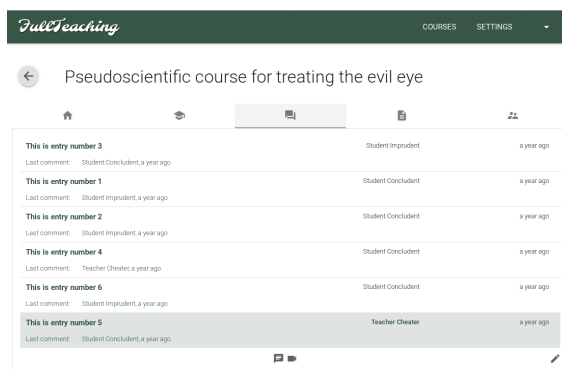 FullTeaching COURSES SETTINGS
Pseudoscientific course for treating the evil eye
This is entry number 3 Student Imprudent a year ago
Last comment: Student Concludent, a year ago
This is entry number 1 Student Concludent a year ago
Last comment: Student Imprudent, a year ago
This is entry number 2 Student Concludent a year ago
Last comment: Student Imprudent, a year ago
This is entry number 4 Student Concludent a year ago
Last comment: Teacher Cheater, a year ago
This is entry number 6 Student Concludent a year ago
Last comment: Student Imprudent, a year ago
This is entry number 5 Teacher Cheater a year ago
Last comment: Student Concludent, a year ago